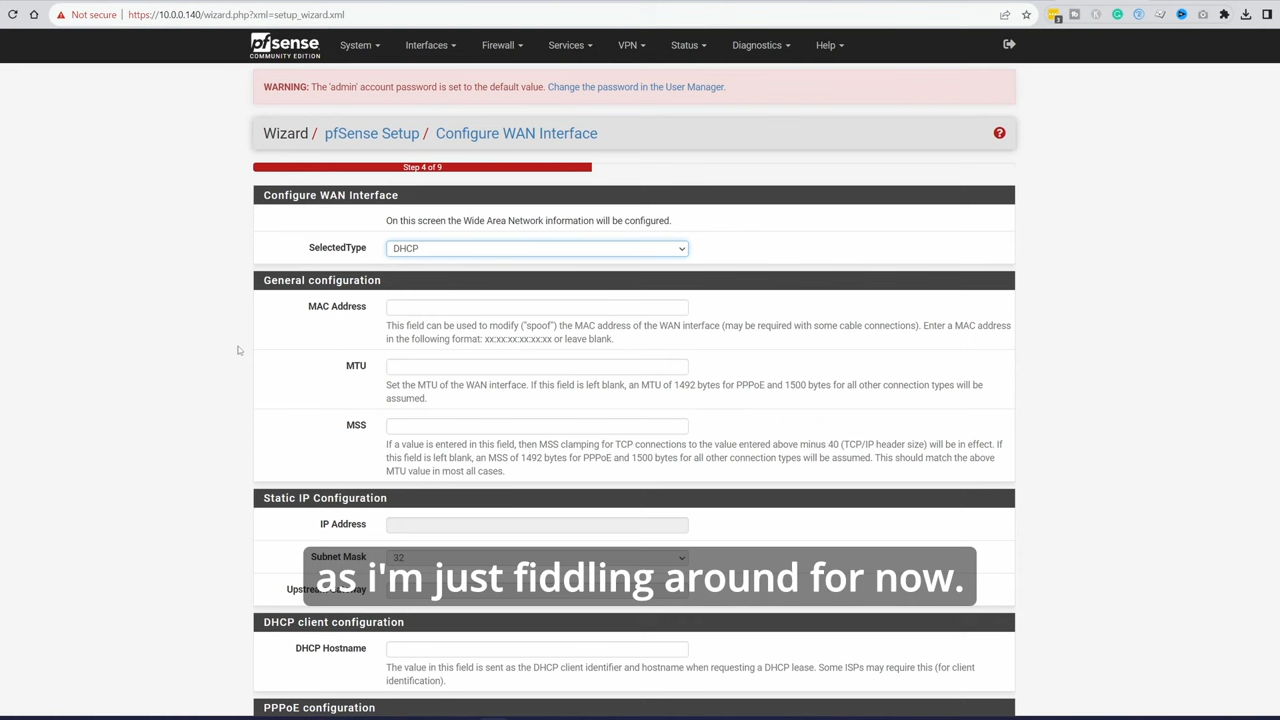 Not secure https://10.0.0.140/wizard.php?xml=setup_wizard.xml
pfsense
COMMUNITY EDITION
System Interfaces Firewall Services VPN Status Diagnostics Help
WARNING: The 'admin' account password is set to the default value. Change the password in the User Manager.
Wizard / pfSense Setup / Configure WAN Interface
Step 4 of 9
Configure WAN Interface
On this screen the Wide Area Network information will be configured.
SelectedType DHCP
General configuration
MAC Address
This field can be used to modify ("spoof") the MAC address of the WAN interface (may be required with some cable connections). Enter a MAC address
in the following format: xx:xx:xx:xx:xx:xx or leave blank.
MTU
Set the MTU of the WAN interface. If this field is left blank, an MTU of 1492 bytes for PPPoE and 1500 bytes for all other connection types will be
assumed.
MSS
If a value is entered in this field, then MSS clamping for TCP connections to the value entered above minus 40 (TCP/IP header size) will be in effect. If
this field is left blank, an MSS of 1492 bytes for PPPoE and 1500 bytes for all other connection types will be assumed. This should match the above
MTU value in most all cases.
Static IP Configuration
IP Address
Subnet Mask 32
as i'm just fiddling around for now.
Upstream Gateway
DHCP client configuration
DHCP Hostname
The value in this field is sent as the DHCP client identifier and hostname when requesting a DHCP lease. Some ISPs may require this (for client
identification).
PPPoE configuration